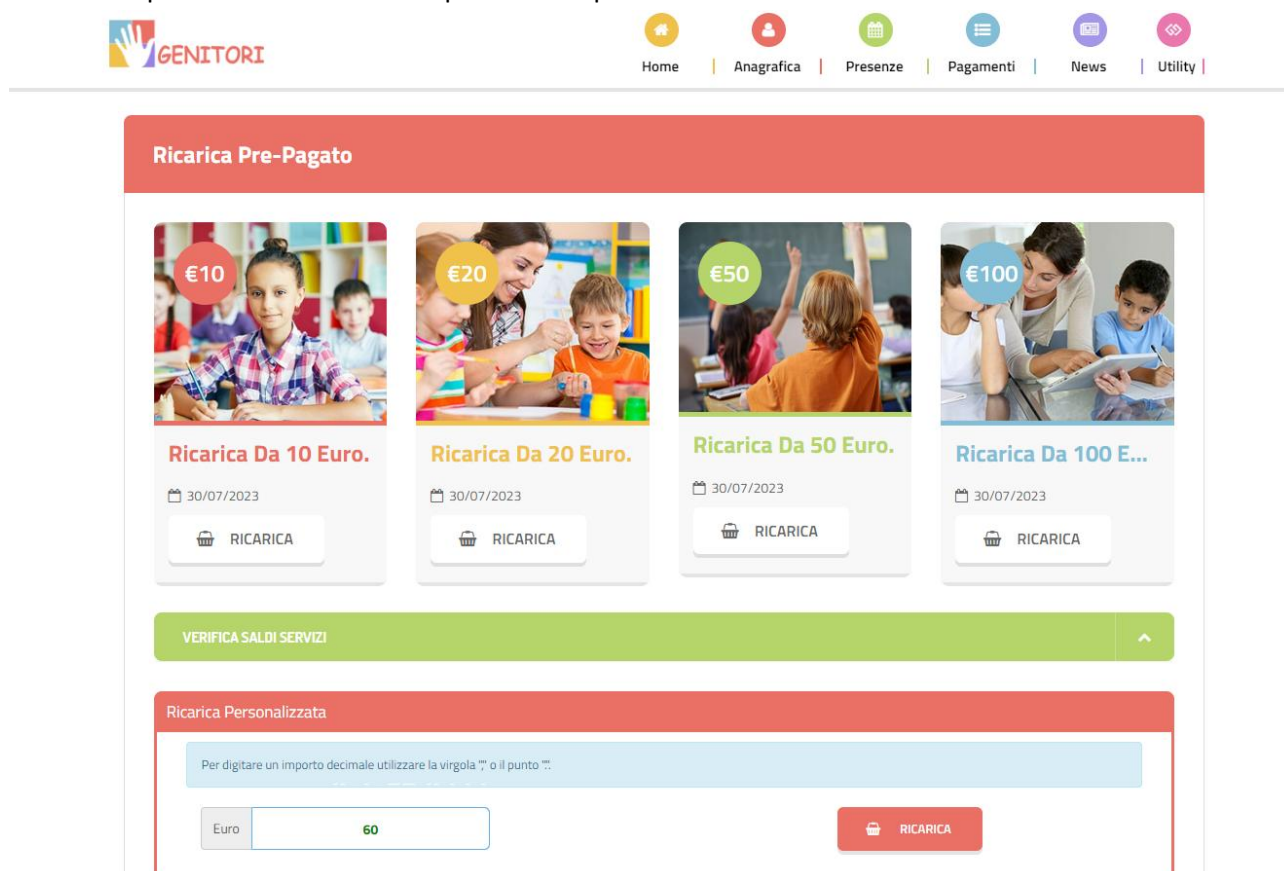 GENITORI
Home | Anagrafica | Presenze | Pagamenti | News | Utility |
Ricarica Pre-Pagato
€10 €20 €50 €100
Ricarica Da 10 Euro. Ricarica Da 20 Euro. Ricarica Da 50 Euro. Ricarica Da 100 E...
30/07/2023 30/07/2023 30/07/2023 30/07/2023
RICARICA RICARICA RICARICA RICARICA
VERIFICA SALDI SERVIZI
Ricarica Personalizzata
Per digitare un importo decimale utilizzare la virgola "," o il punto ".".
Euro 60 RICARICA